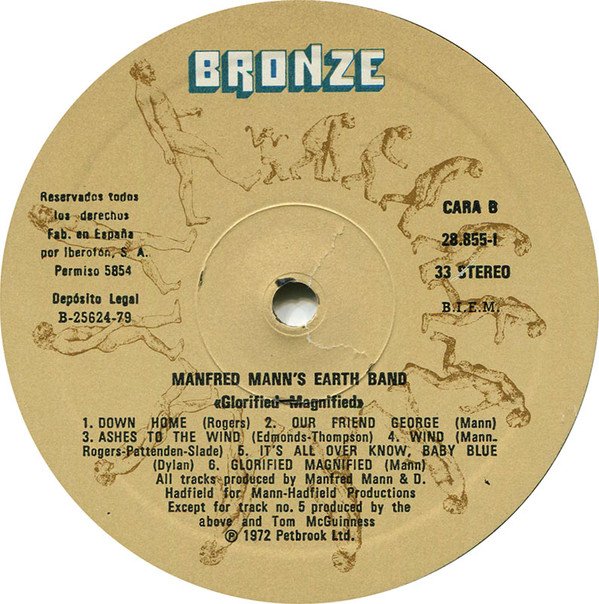 BRONZE
Reservados todos
los derechos
Fab. en España
por Iberofón, S. A.
Permiso 5854
Depósito Legal
B-25624-79
CARA B
28.855-I
33 STEREO
B.I.E.M.
MANFRED MANN'S EARTH BAND
«Glorified Magnified»
1. DOWN HOME (Rogers) 2. OUR FRIEND GEORGE (Mann)
3. ASHES TO THE WIND (Edmonds-Thompson) 4. WIND (Mann-
Rogers-Pattenden-Slade) 5. IT'S ALL OVER KNOW, BABY BLUE
(Dylan) 6. GLORIFIED MAGNIFIED (Mann)
All tracks produced by Manfred Mann & D.
Hadfield for Mann-Hadfield Productions
Except for track no. 5 produced by the
above and Tom McGuinness
℗ 1972 Petbrook Ltd.